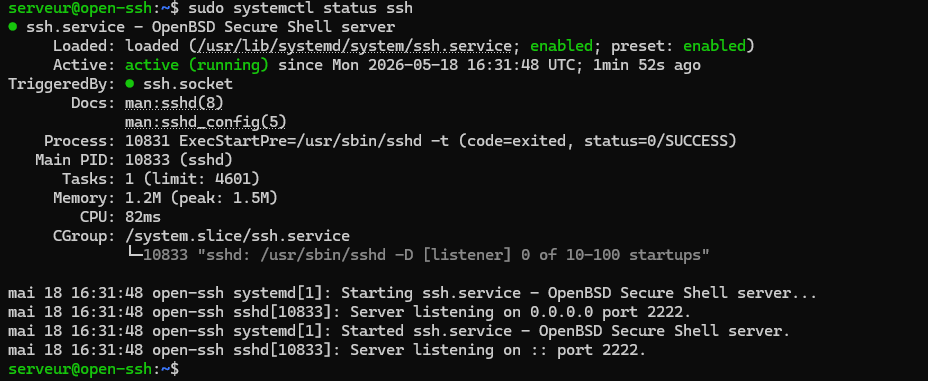 serveur@open-ssh:~$ sudo systemctl status ssh
● ssh.service - OpenBSD Secure Shell server
     Loaded: loaded (/usr/lib/systemd/system/ssh.service; enabled; preset: enabled)
     Active: active (running) since Mon 2026-05-18 16:31:48 UTC; 1min 52s ago
TriggeredBy: ● ssh.socket
       Docs: man:sshd(8)
             man:sshd_config(5)
    Process: 10831 ExecStartPre=/usr/sbin/sshd -t (code=exited, status=0/SUCCESS)
   Main PID: 10833 (sshd)
      Tasks: 1 (limit: 4601)
     Memory: 1.2M (peak: 1.5M)
        CPU: 82ms
     CGroup: /system.slice/ssh.service
             └─10833 "sshd: /usr/sbin/sshd -D [listener] 0 of 10-100 startups"

mai 18 16:31:48 open-ssh systemd[1]: Starting ssh.service - OpenBSD Secure Shell server...
mai 18 16:31:48 open-ssh sshd[10833]: Server listening on 0.0.0.0 port 2222.
mai 18 16:31:48 open-ssh systemd[1]: Started ssh.service - OpenBSD Secure Shell server.
mai 18 16:31:48 open-ssh sshd[10833]: Server listening on :: port 2222.
serveur@open-ssh:~$